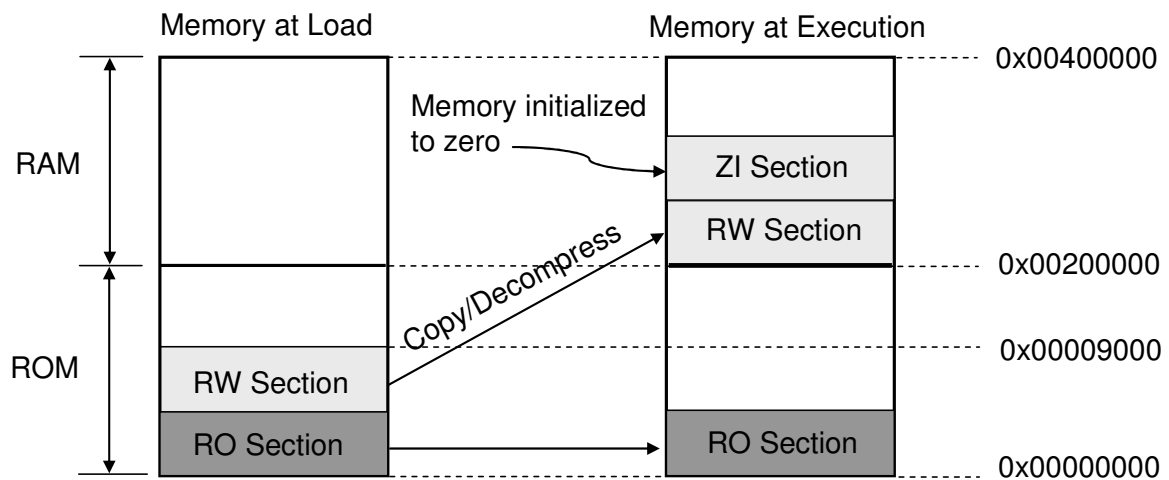 Memory at Load
Memory at Execution
0x00400000
Memory initialized
to zero
RAM
ZI Section
RW Section
Copy/Decompress
0x00200000
0x00009000
ROM
RW Section
RO Section
RO Section
0x00000000